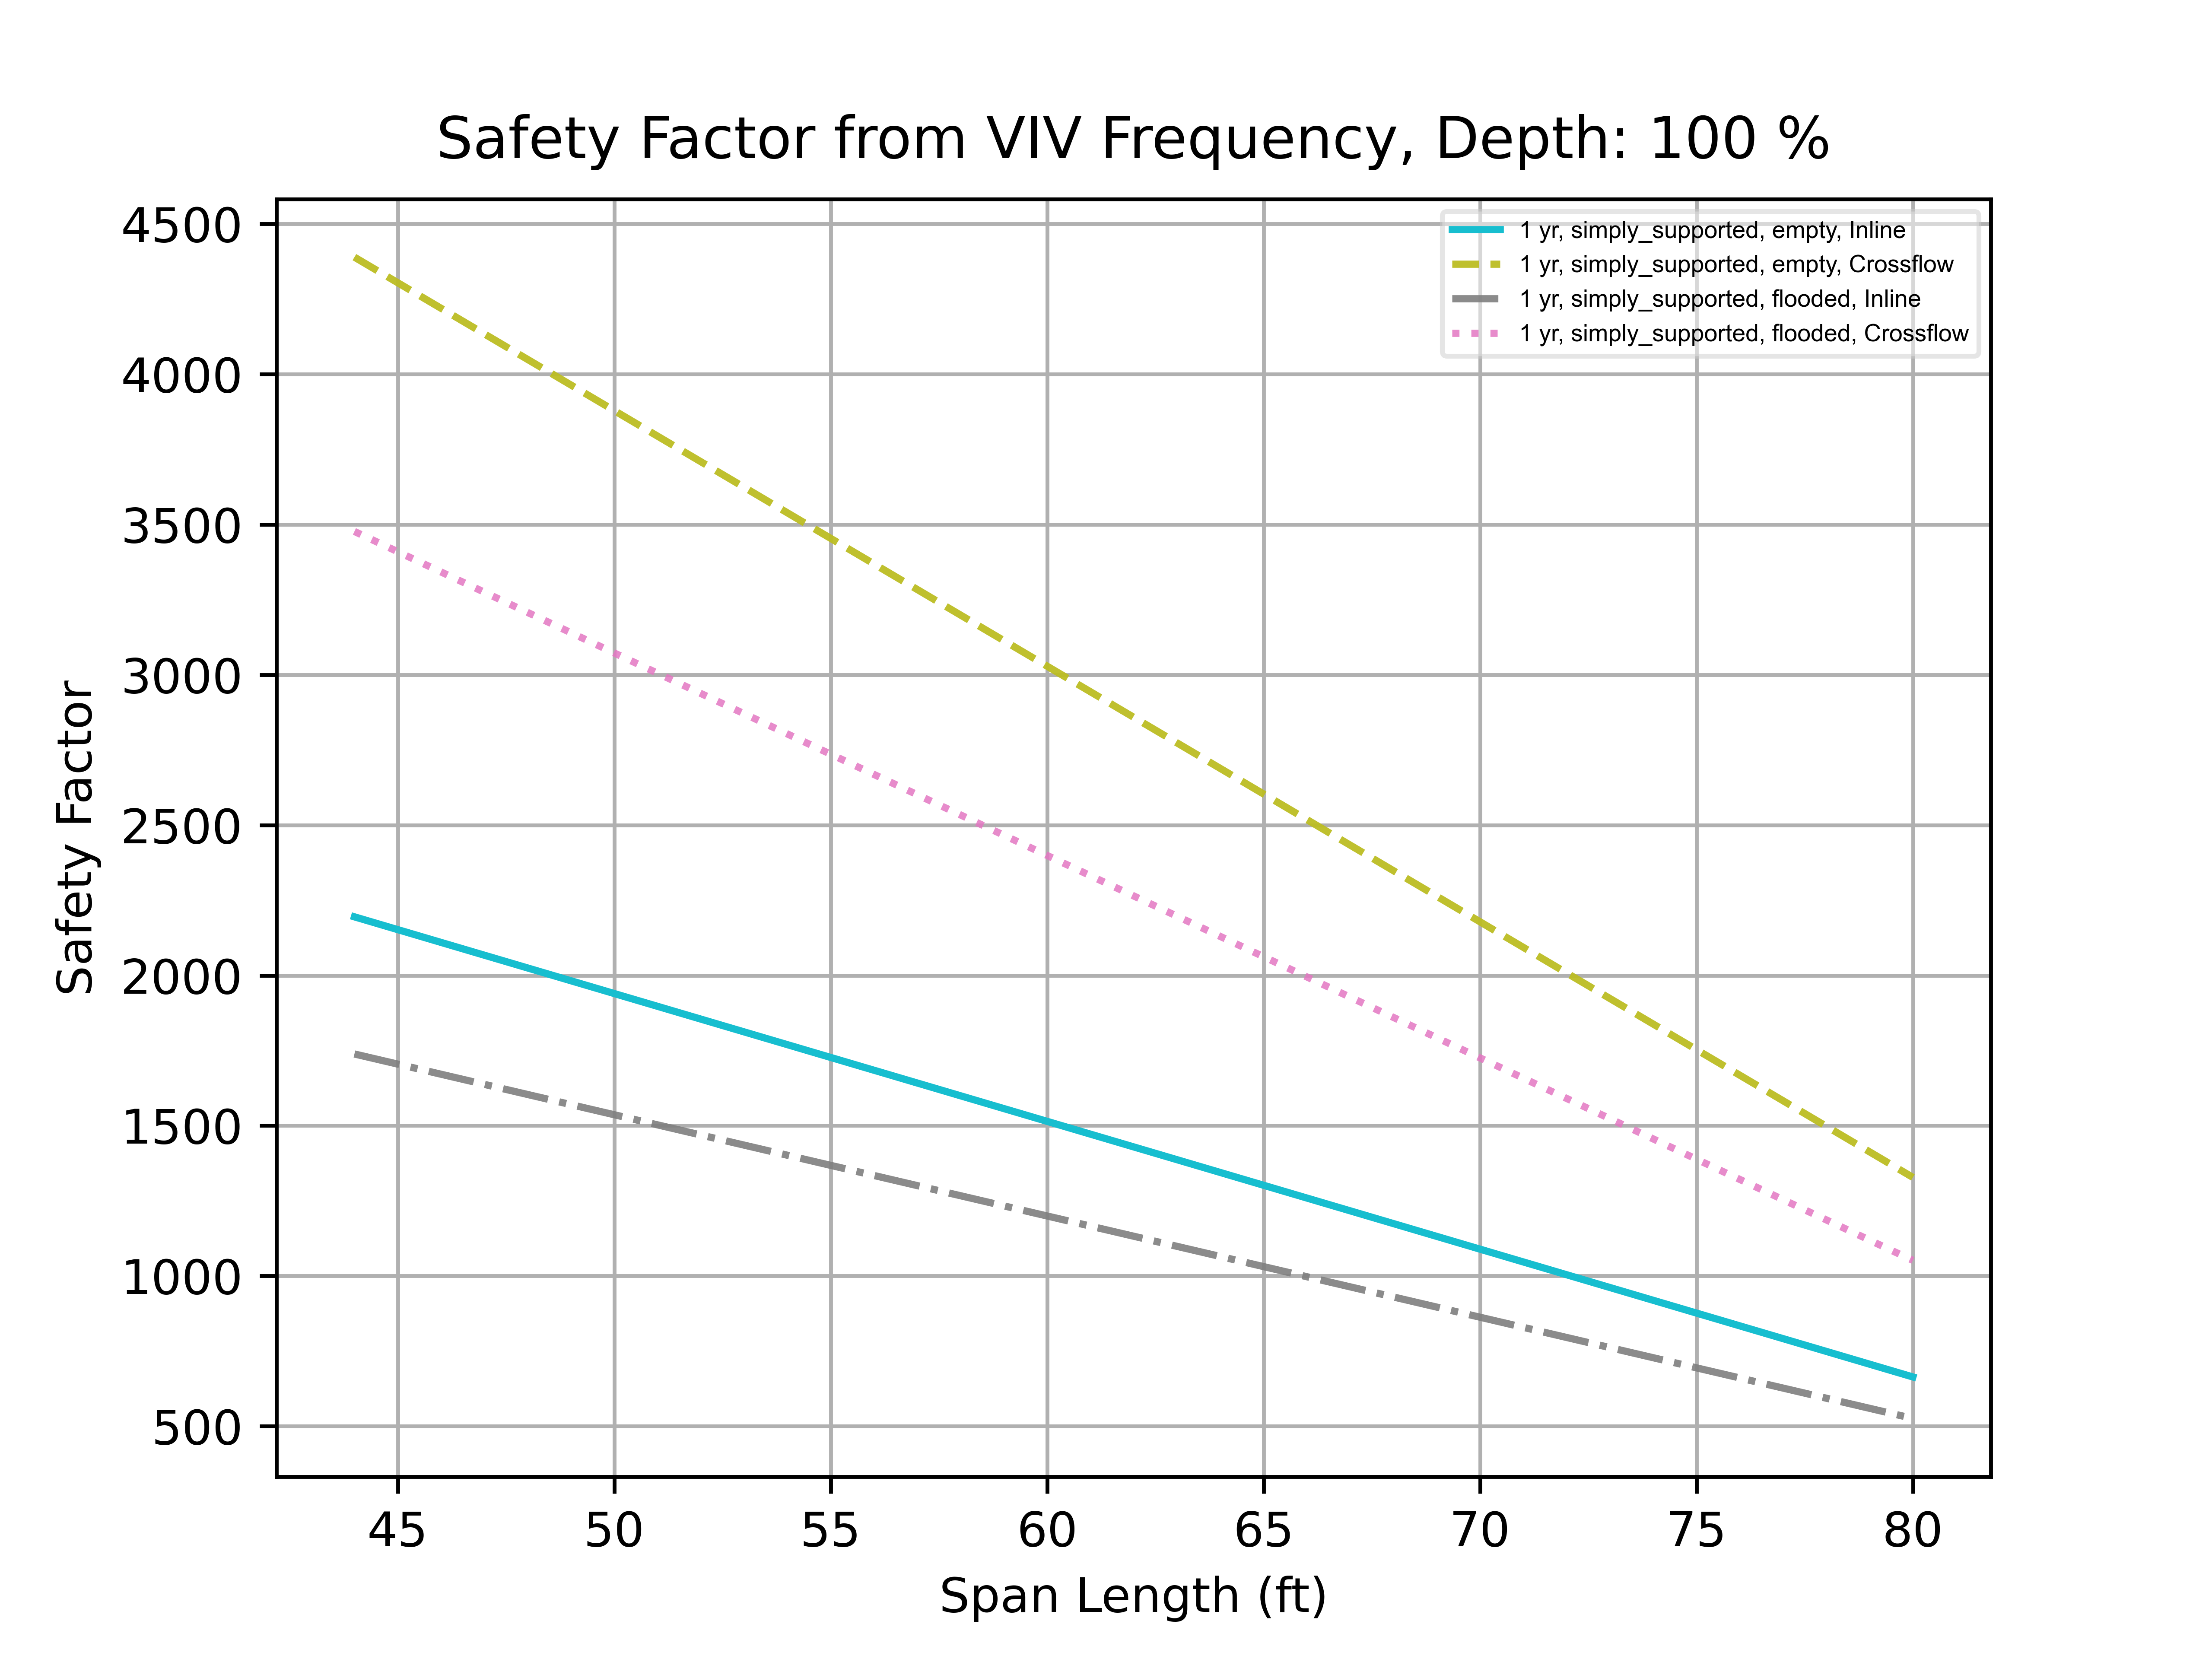 Safety Factor from VIV Frequency, Depth: 100 %
1 yr, simply_supported, empty, Inline
1 yr, simply_supported, empty, Crossflow
1 yr, simply_supported, flooded, Inline
1 yr, simply_supported, flooded, Crossflow
Safety Factor
4500
4000
3500
3000
2500
2000
1500
1000
500
45 50 55 60 65 70 75 80
Span Length (ft)